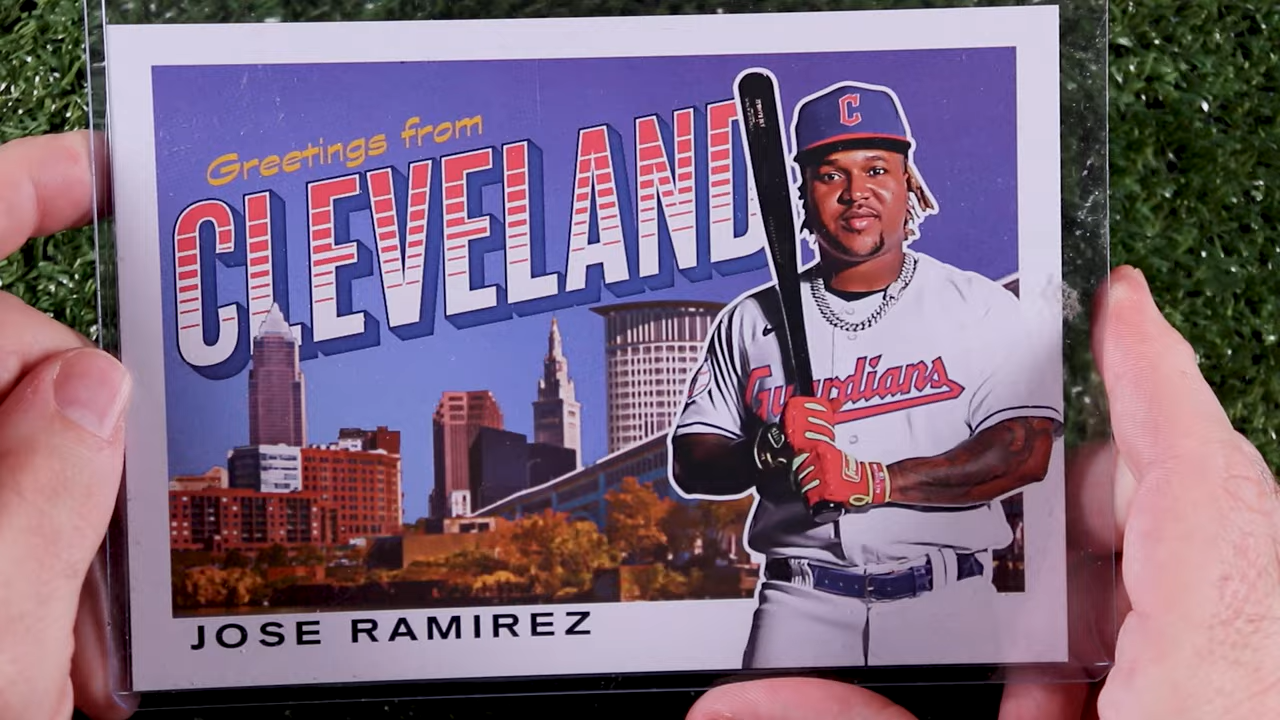 Greetings from
CLEVELAND
C
Guardians
JOSE RAMIREZ